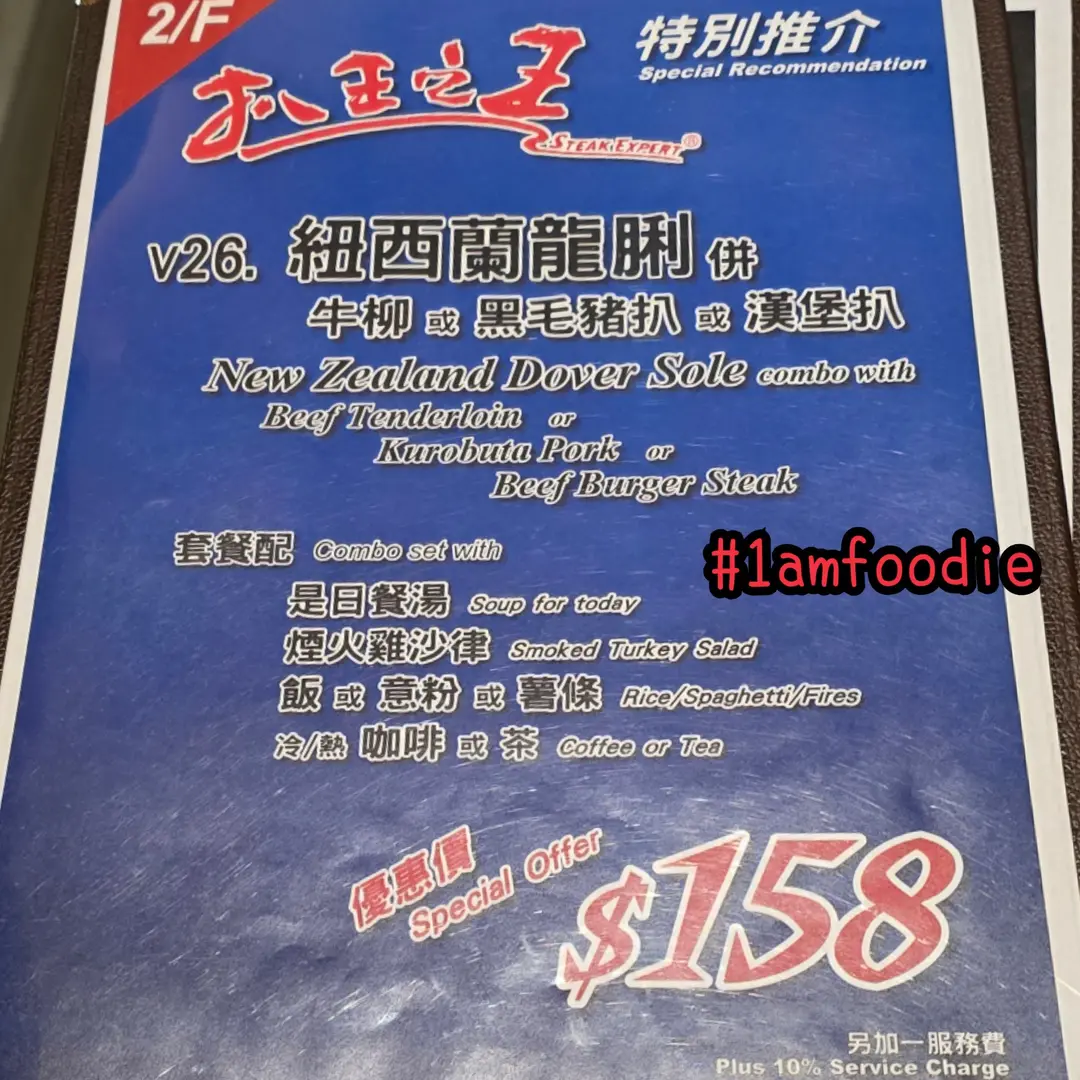 2/F
扒王之王
STEAK EXPERT®
特別推介
Special Recommendation
V26. 紐西蘭龍脷 併
牛柳 或 黑毛豬扒 或 漢堡扒
New Zealand Dover Sole combo with
Beef Tenderloin or
Kurobuta Pork or
Beef Burger Steak
套餐配 Combo set with
#1amfoodie
是日餐湯 Soup for today
煙火雞沙律 Smoked Turkey Salad
飯 或 意粉 或 薯條 Rice/Spaghetti/Fires
冷/熱 咖啡 或 茶 Coffee or Tea
優惠價
Special Offer
$158
另加一服務費
Plus 10% Service Charge